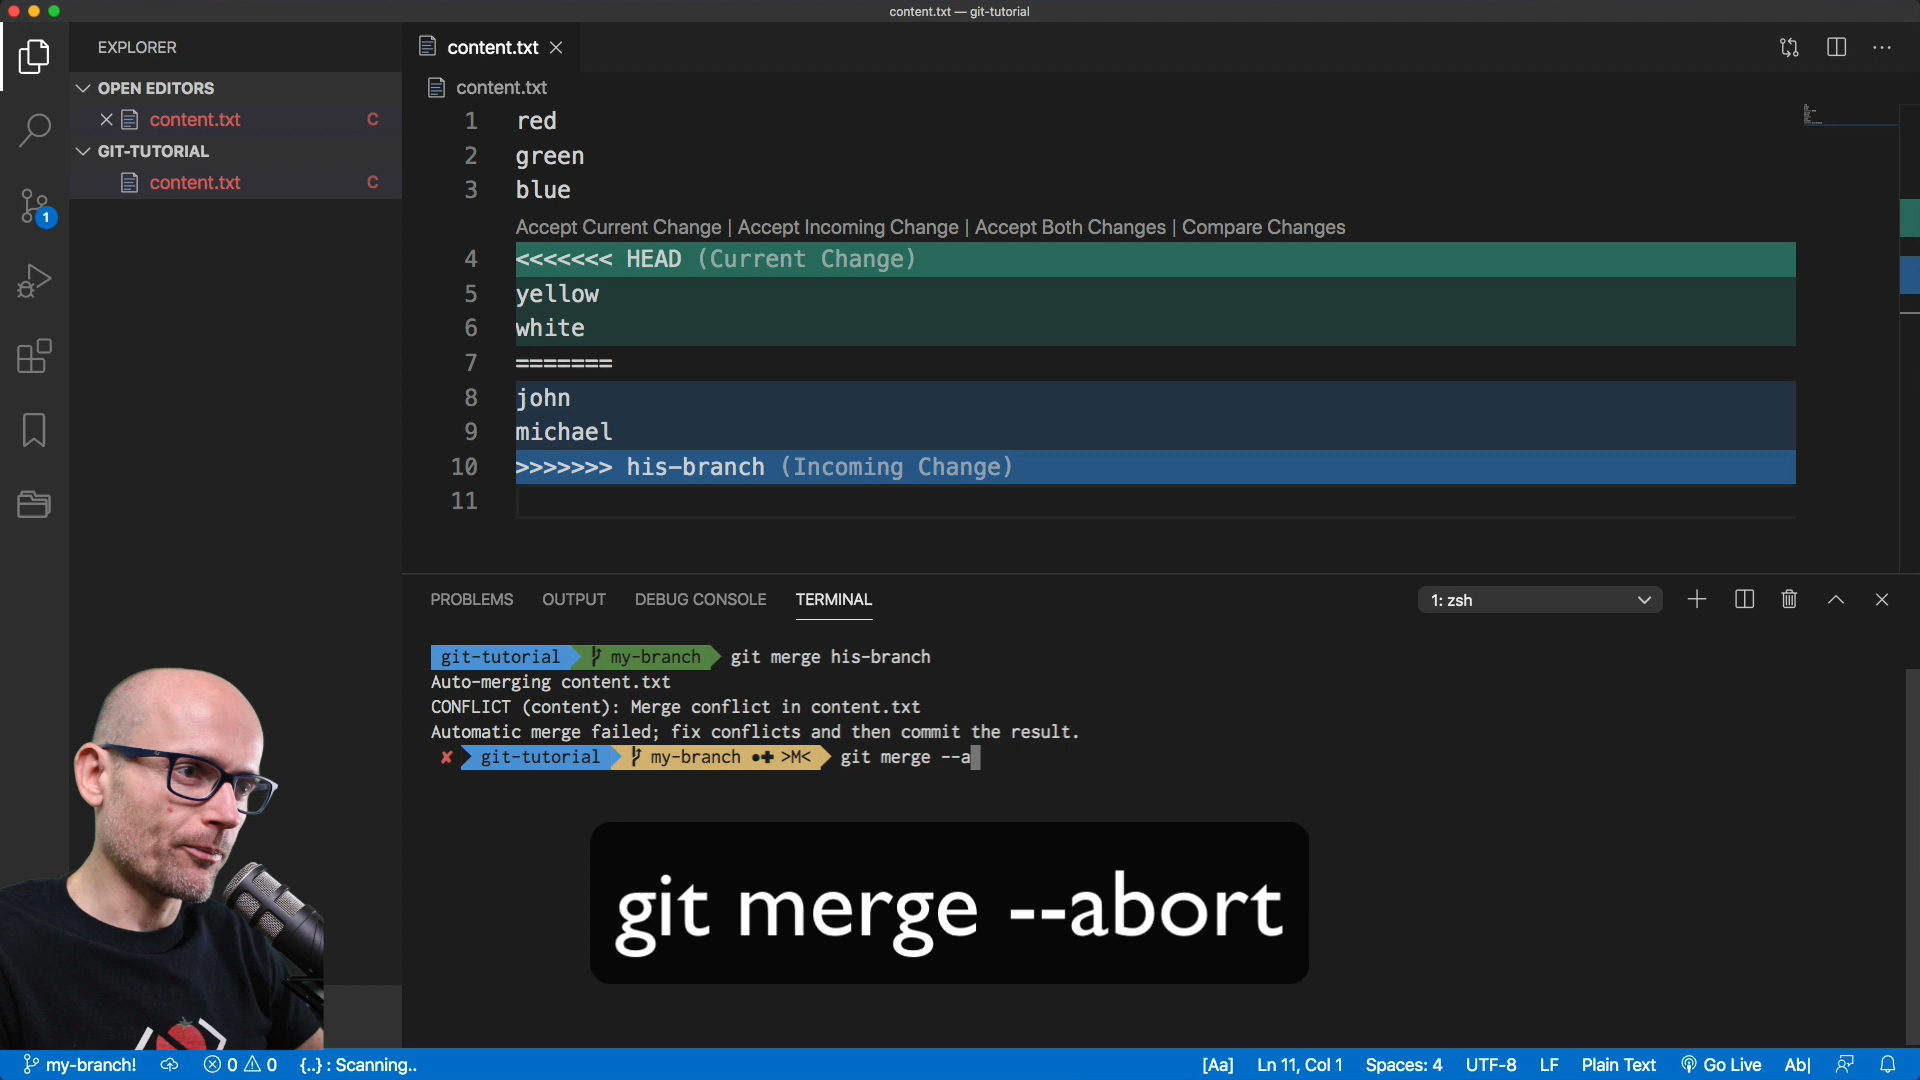 content.txt — git-tutorial
EXPLORER
OPEN EDITORS
content.txt C
GIT-TUTORIAL
content.txt C
1
content.txt
content.txt
1 red
2 green
3 blue
Accept Current Change | Accept Incoming Change | Accept Both Changes | Compare Changes
4 <<<<<<< HEAD (Current Change)
5 yellow
6 white
7 =======
8 john
9 michael
10 >>>>>>> his-branch (Incoming Change)
11
PROBLEMS OUTPUT DEBUG CONSOLE TERMINAL
1: zsh
git-tutorial my-branch git merge his-branch
Auto-merging content.txt
CONFLICT (content): Merge conflict in content.txt
Automatic merge failed; fix conflicts and then commit the result.
✘ git-tutorial my-branch ●✚ >M< git merge --a
git merge --abort
my-branch! 0 0 {..} : Scanning.. [Aa] Ln 11, Col 1 Spaces: 4 UTF-8 LF Plain Text Go Live Ab|